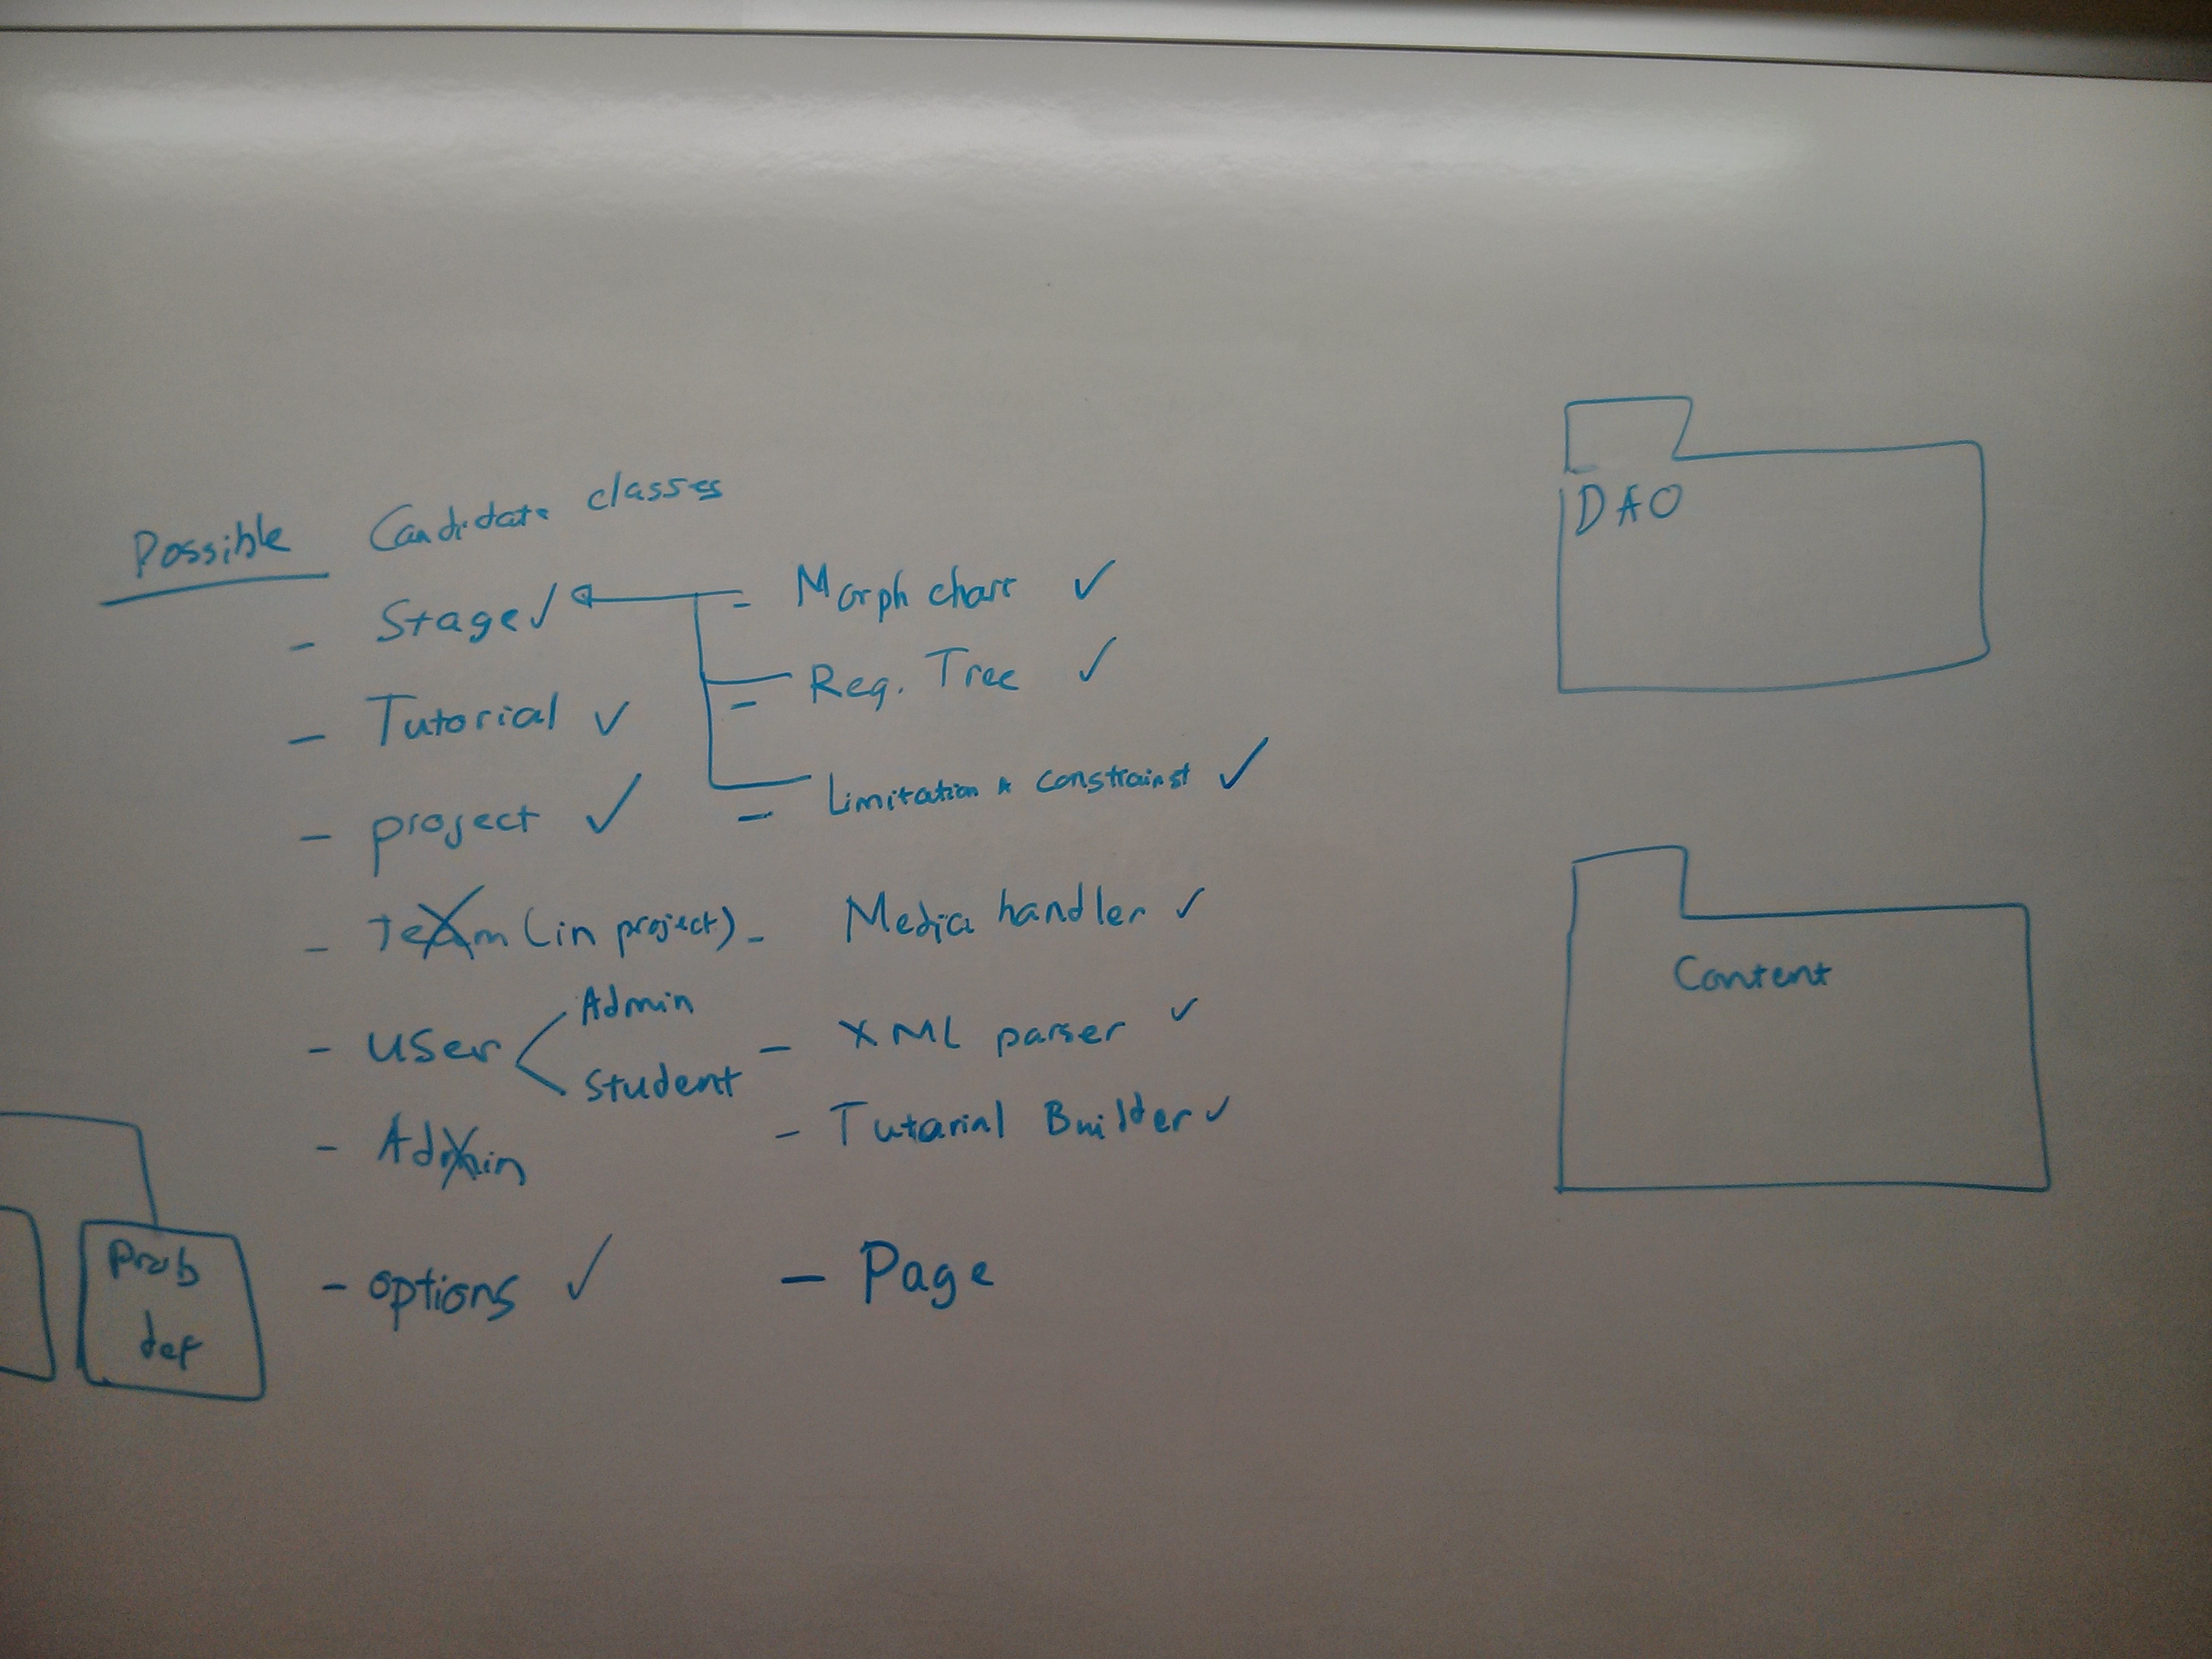 Possible Candidate classes
- Stage ✓
- Tutorial ✓
- project ✓
- Team (in project)
- user
Admin
Student
- Admin
- options ✓
- Morph chart ✓
- Req. Tree ✓
- Limitation & constrainst ✓
- Media handler ✓
- XML parser ✓
- Tutorial Builder ✓
- Page
DAO
Content
Prob
def